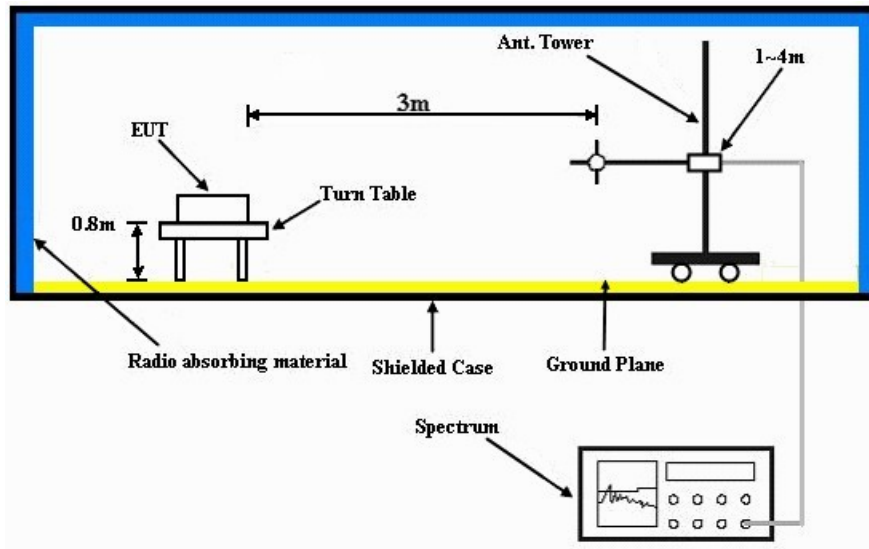 Ant. Tower
1~4m
3m
EUT
Turn Table
0.8m
Radio absorbing material
Shielded Case
Ground Plane
Spectrum